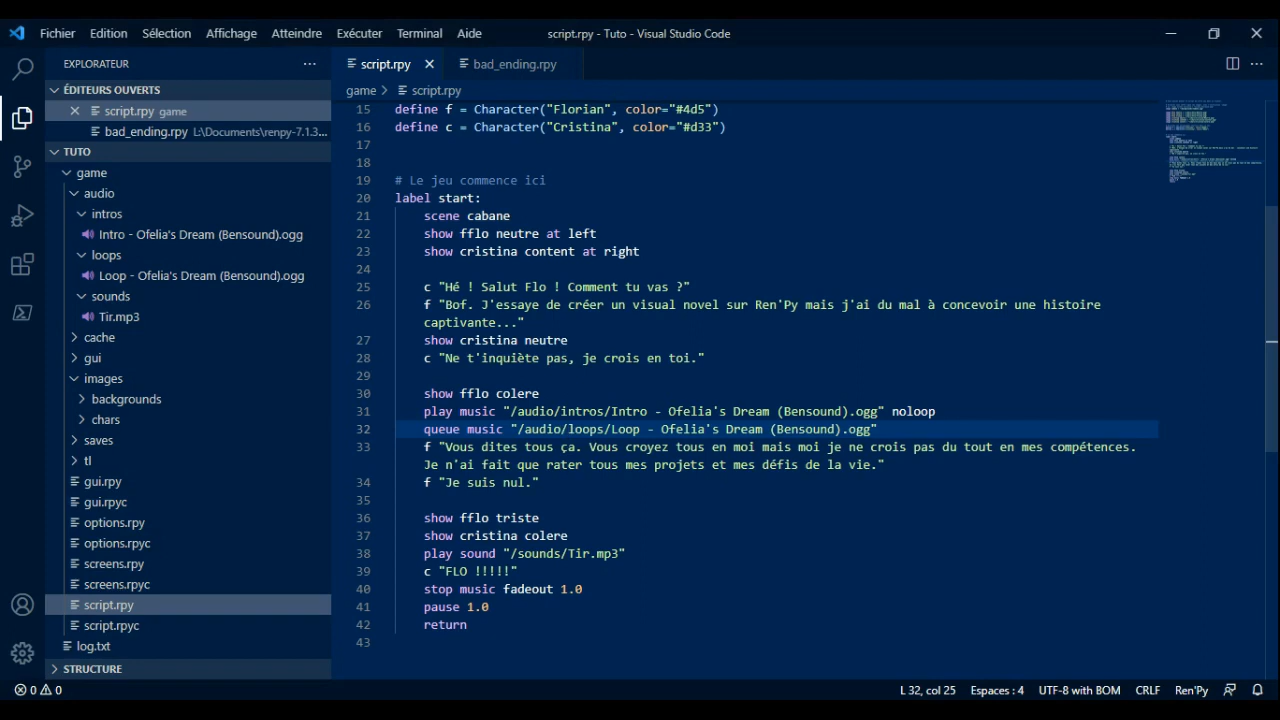 Fichier Edition Sélection Affichage Atteindre Exécuter Terminal Aide script.rpy - Tuto - Visual Studio Code
EXPLORATEUR
script.rpy
bad_ending.rpy
ÉDITEURS OUVERTS
script.rpy game
bad_ending.rpy L:\Documents\renpy-7.1.3...
TUTO
game
audio
intros
Intro - Ofelia's Dream (Bensound).ogg
loops
Loop - Ofelia's Dream (Bensound).ogg
sounds
Tir.mp3
cache
gui
images
backgrounds
chars
saves
tl
gui.rpy
gui.rpyc
options.rpy
options.rpyc
screens.rpy
screens.rpyc
script.rpy
script.rpyc
log.txt
STRUCTURE
game > script.rpy
15 define f = Character("Florian", color="#4d5")
16 define c = Character("Cristina", color="#d33")
17
18
19 # Le jeu commence ici
20 label start:
21 scene cabane
22 show fflo neutre at left
23 show cristina content at right
24
25 c "Hé ! Salut Flo ! Comment tu vas ?"
26 f "Bof. J'essaye de créer un visual novel sur Ren'Py mais j'ai du mal à concevoir une histoire
captivante..."
27 show cristina neutre
28 c "Ne t'inquiète pas, je crois en toi."
29
30 show fflo colere
31 play music "/audio/intros/Intro - Ofelia's Dream (Bensound).ogg" noloop
32 queue music "/audio/loops/Loop - Ofelia's Dream (Bensound).ogg"
33 f "Vous dites tous ça. Vous croyez tous en moi mais moi je ne crois pas du tout en mes compétences.
Je n'ai fait que rater tous mes projets et mes défis de la vie."
34 f "Je suis nul."
35
36 show fflo triste
37 show cristina colere
38 play sound "/sounds/Tir.mp3"
39 c "FLO !!!!!"
40 stop music fadeout 1.0
41 pause 1.0
42 return
43
0 0 L 32, col 25 Espaces : 4 UTF-8 with BOM CRLF Ren'Py